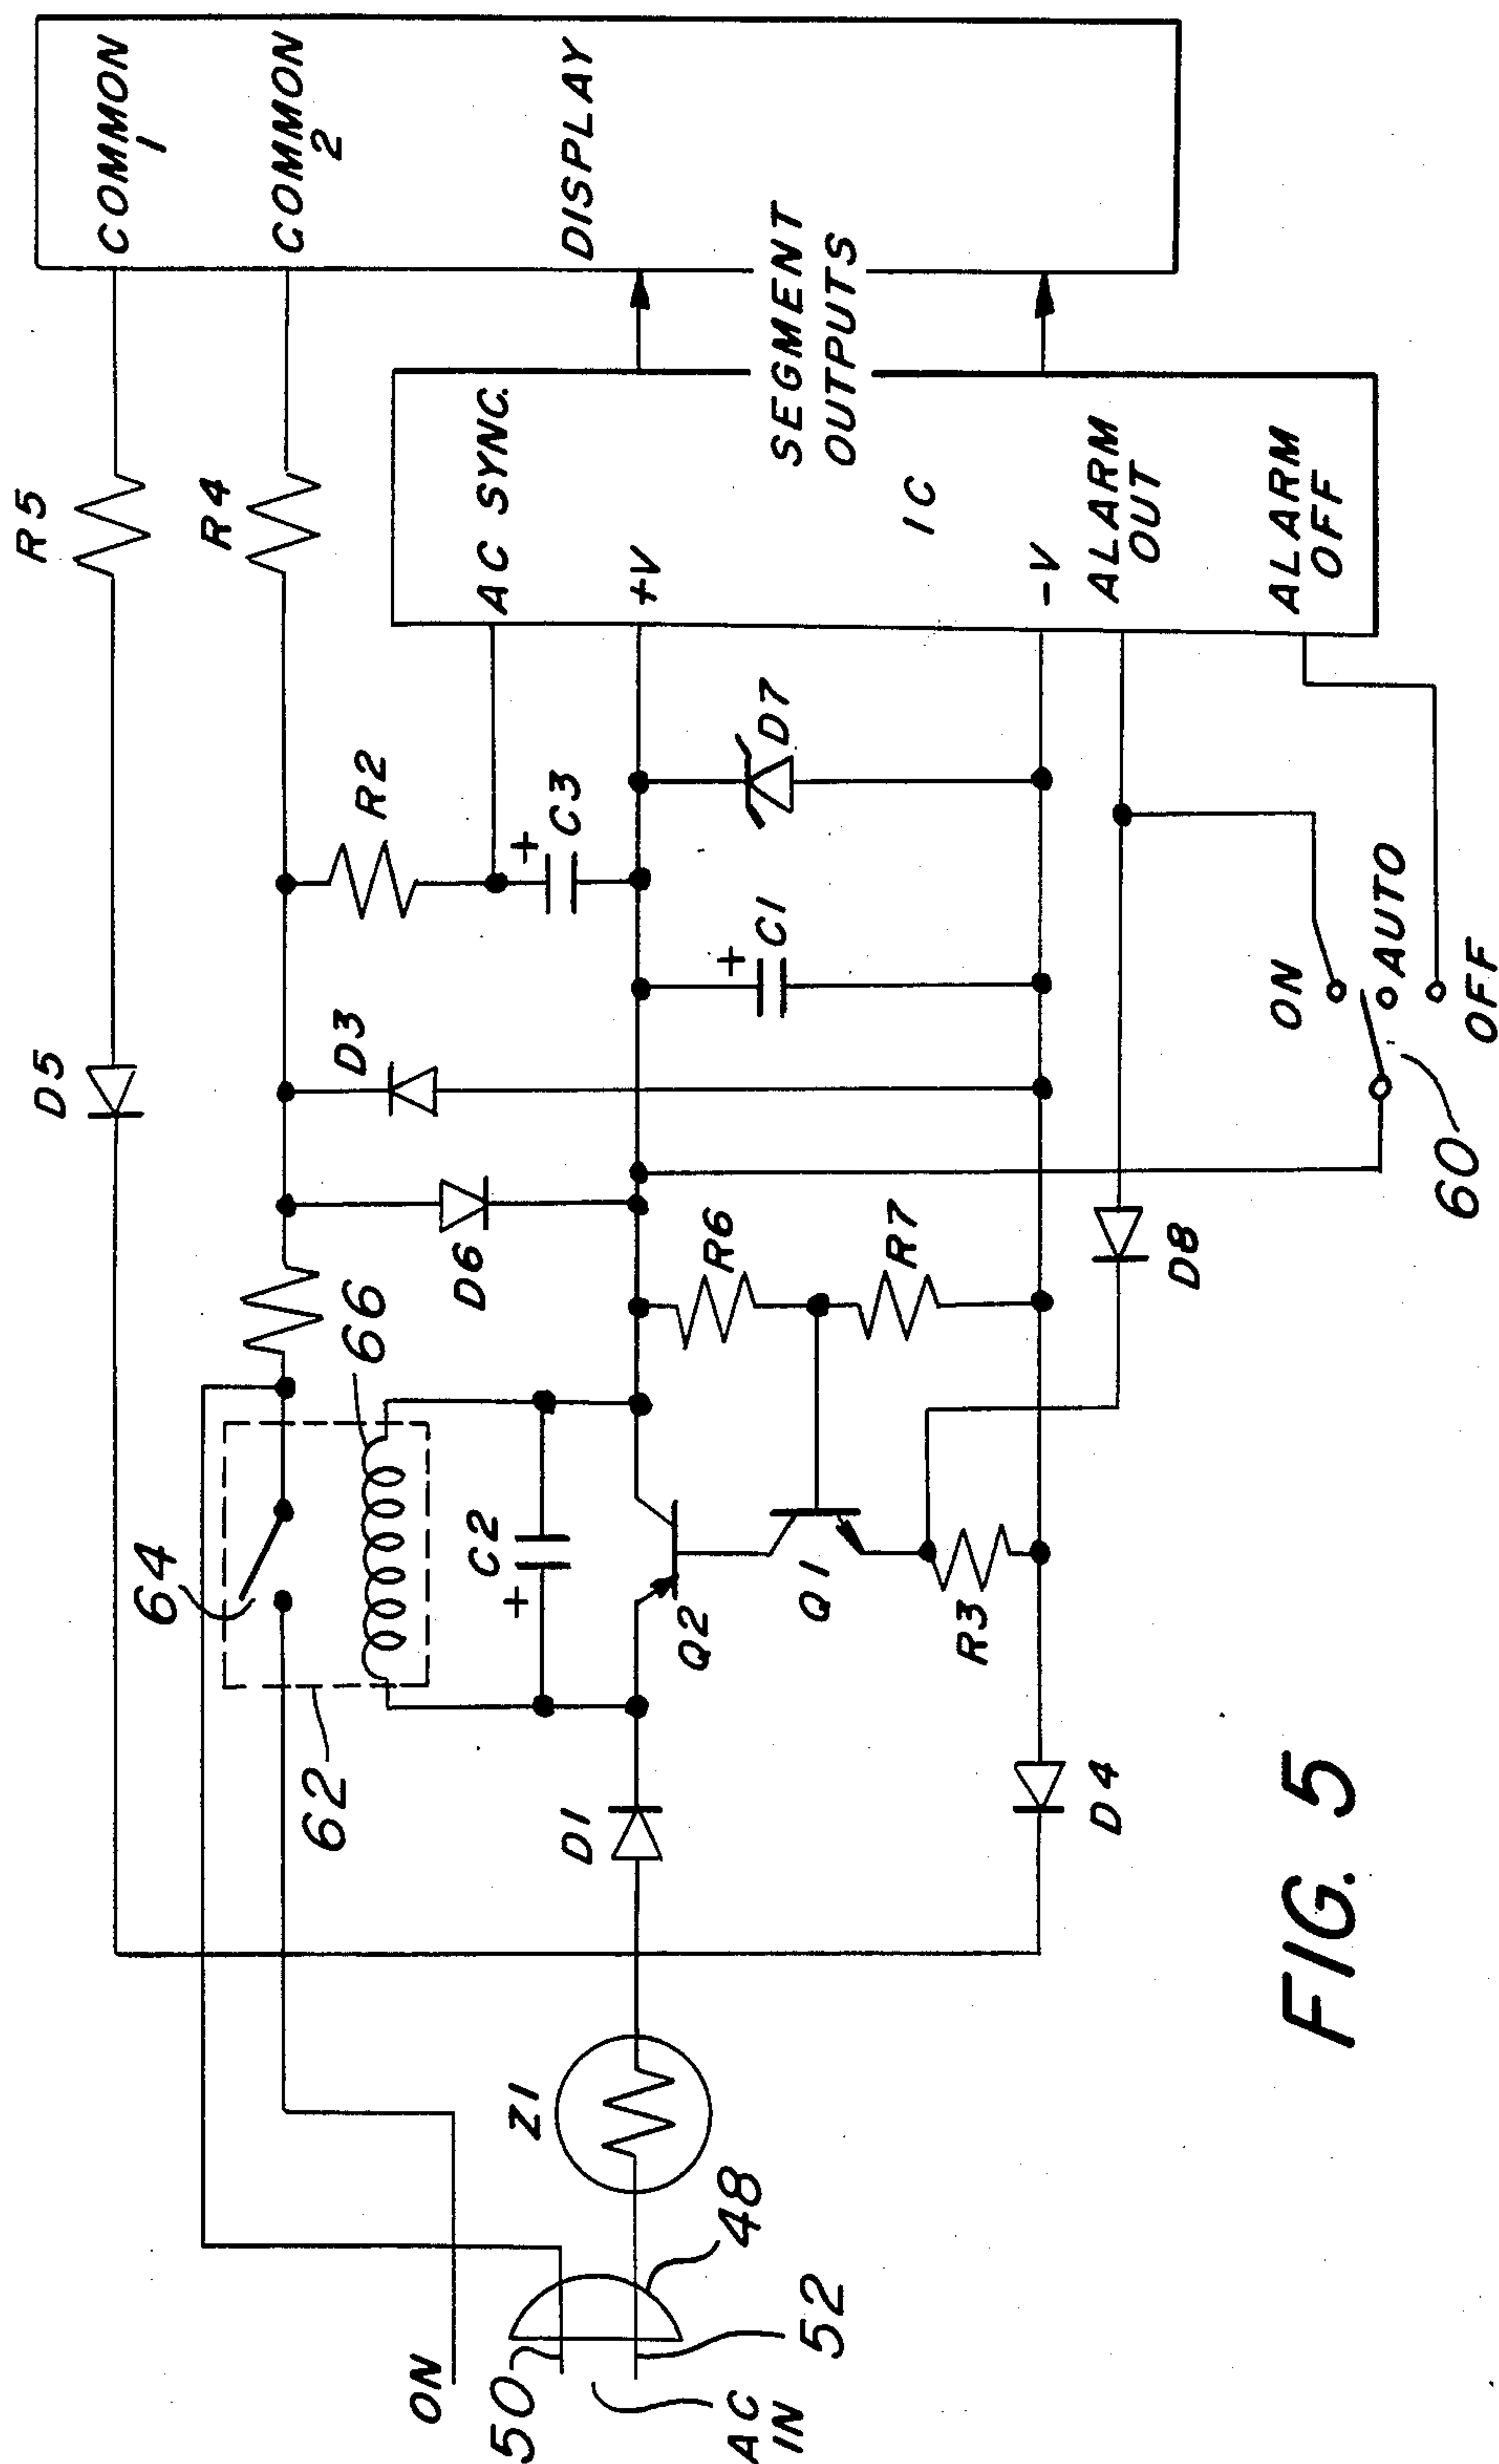 COMMON
1
COMMON
2
DISPLAY
SEGMENT
OUTPUTS
AC SYNC.
+V
IC
-V
ALARM
OUT
ALARM
OFF
R5
R4
R2
+
C3
D7
+
C1
D5
D3
D6
R6
R7
D8
ON
AUTO
OFF
60
66
64
62
C2
+
Q2
Q1
R3
D1
D4
Z1
48
50
52
ON
AC
IN
FIG. 5